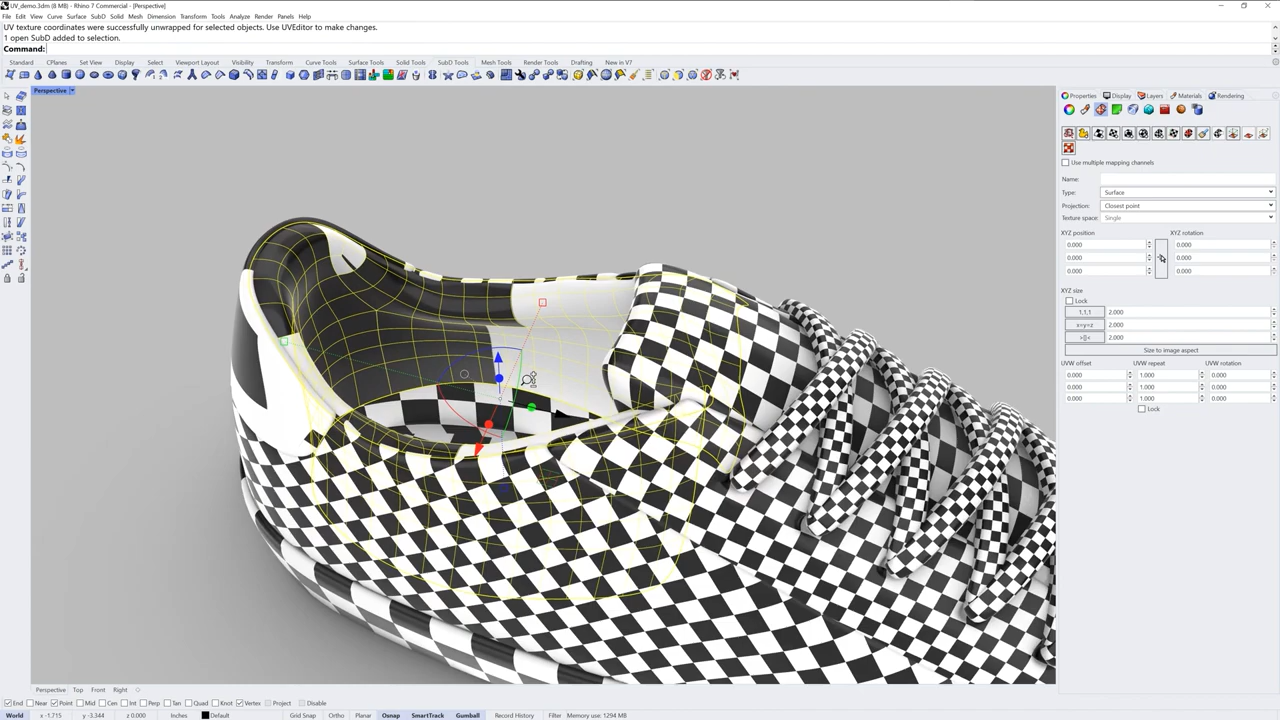 UV_demo.3dm (8 MB) - Rhino 7 Commercial - [Perspective]
File Edit View Curve Surface SubD Solid Mesh Dimension Transform Tools Analyze Render Panels Help
UV texture coordinates were successfully unwrapped for selected objects. Use UVEditor to make changes.
1 open SubD added to selection.
Command:
Standard CPlanes Set View Display Select Viewport Layout Visibility Transform Curve Tools Surface Tools Solid Tools SubD Tools Mesh Tools Render Tools Drafting New in V7
Perspective
Properties Display Layers Materials Rendering
Use multiple mapping channels
Name:
Type: Surface
Projection: Closest point
Texture space: Single
XYZ position XYZ rotation
0.000 0.000
0.000 0.000
0.000 0.000
XYZ size
Lock
1,1,1 2.000
x=y=z 2.000
>[]< 2.000
Size to image aspect
UVW offset UVW repeat UVW rotation
0.000 1.000 0.000
0.000 1.000 0.000
0.000 1.000 0.000
Lock
Perspective Top Front Right
End Near Point Mid Cen Int Perp Tan Quad Knot Vertex Project Disable
World x -1.715 y -3.344 z 0.000 Inches Default Grid Snap Ortho Planar Osnap SmartTrack Gumball Record History Filter Memory use: 1294 MB